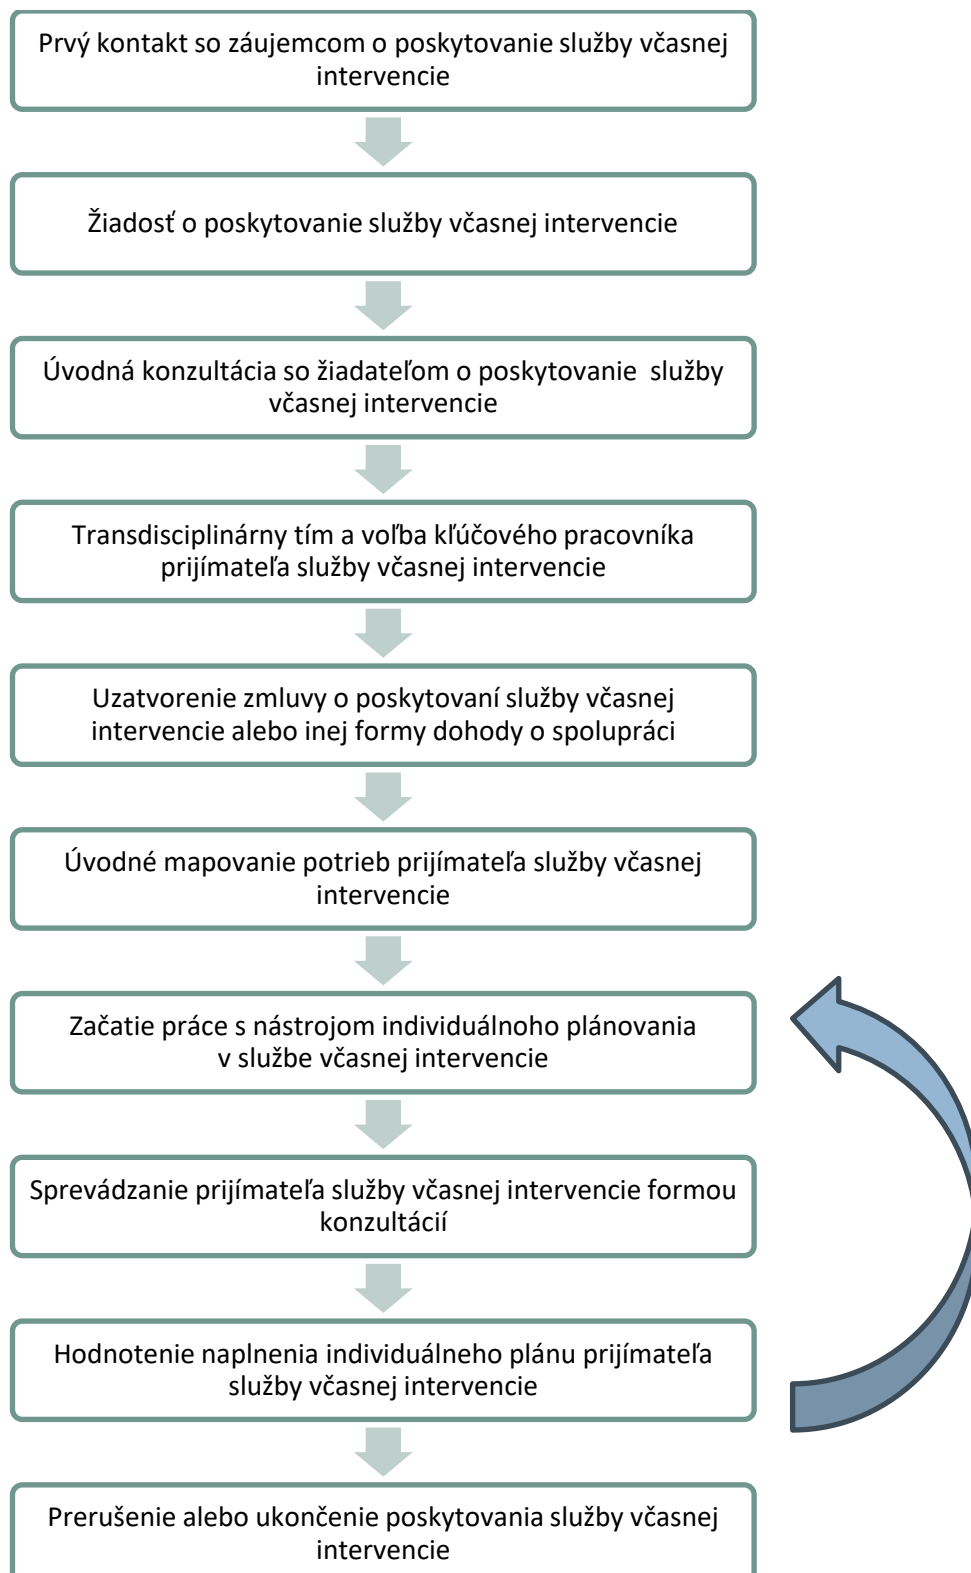 Prvý kontakt so záujemcom o poskytovanie služby včasnej
intervencie
Žiadosť o poskytovanie služby včasnej intervencie
Úvodná konzultácia so žiadateľom o poskytovanie služby
včasnej intervencie
Transdisciplinárny tím a voľba kľúčového pracovníka
prijímateľa služby včasnej intervencie
Uzatvorenie zmluvy o poskytovaní služby včasnej
intervencie alebo inej formy dohody o spolupráci
Úvodné mapovanie potrieb prijímateľa služby včasnej
intervencie
Začatie práce s nástrojom individuálnoho plánovania
v službe včasnej intervencie
Sprevádzanie prijímateľa služby včasnej intervencie formou
konzultácií
Hodnotenie naplnenia individuálneho plánu prijímateľa
služby včasnej intervencie
Prerušenie alebo ukončenie poskytovania služby včasnej
intervencie